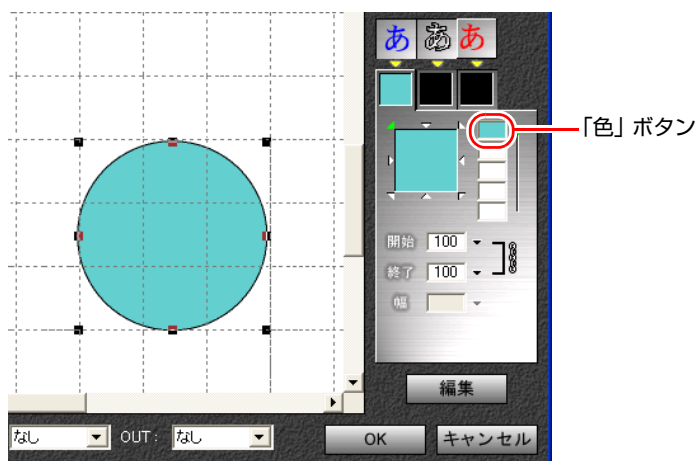 あ あ あ
「色」ボタン
開始 100
終了 100
幅
編集
なし OUT: なし OK キャンセル